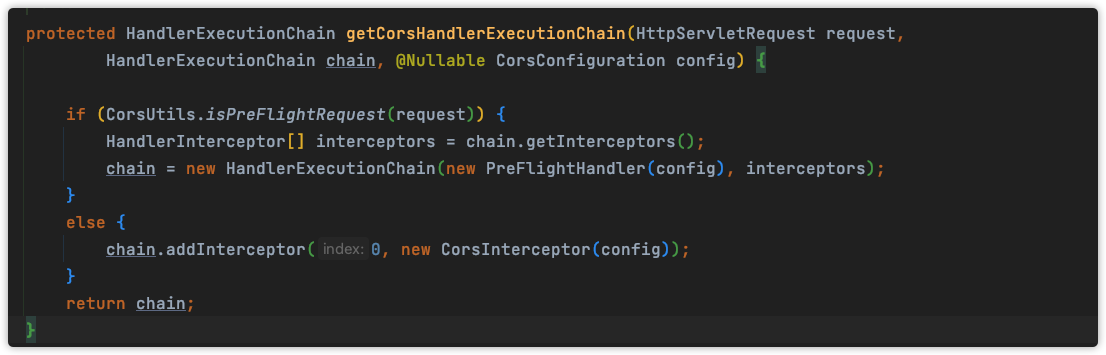 protected HandlerExecutionChain getCorsHandlerExecutionChain(HttpServletRequest request,
HandlerExecutionChain chain, @Nullable CorsConfiguration config) {
if (CorsUtils.isPreFlightRequest(request)) {
HandlerInterceptor[] interceptors = chain.getInterceptors();
chain = new HandlerExecutionChain(new PreFlightHandler(config), interceptors);
}
else {
chain.addInterceptor( index: 0, new CorsInterceptor(config));
}
return chain;
}